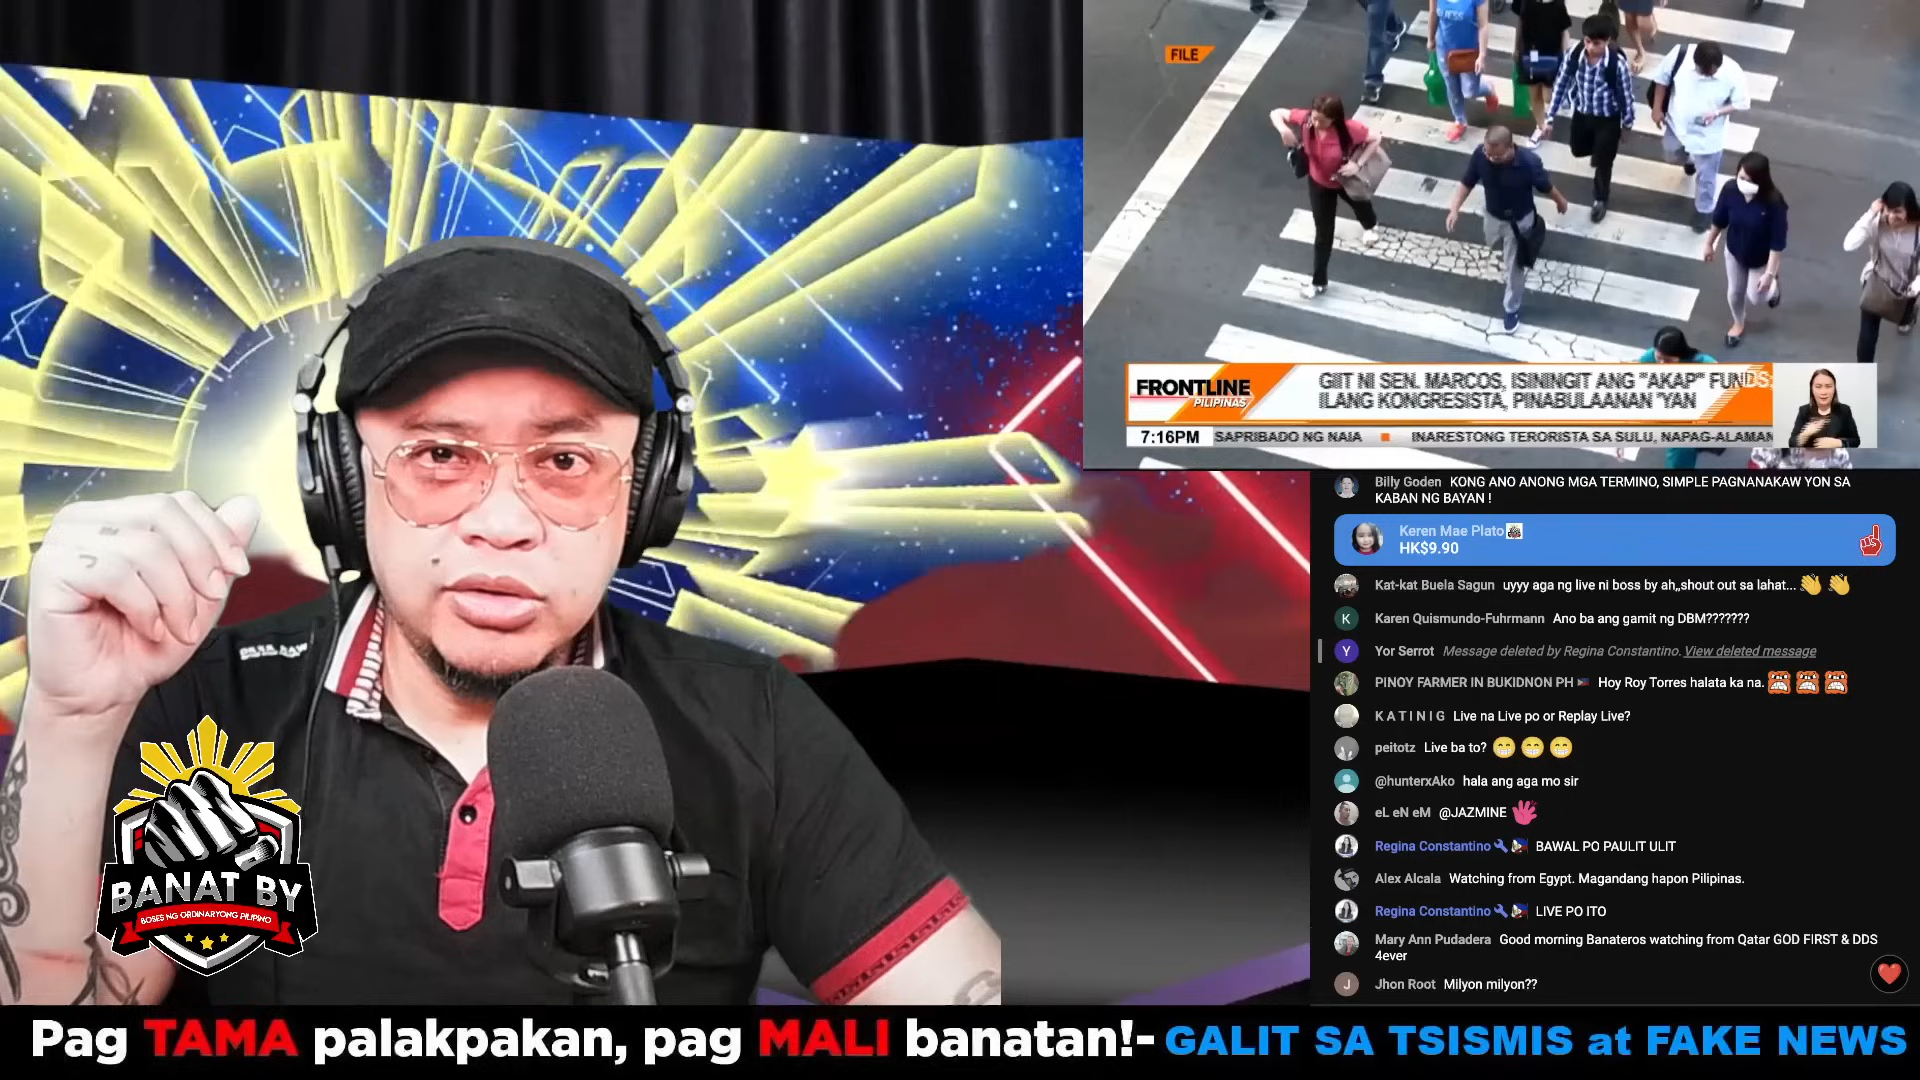 FILE
FRONTLINE
PILIPINAS
GIIT NI SEN. MARCOS, ISININGIT ANG "AKAP" FUNDS;
ILANG KONGRESISTA, PINABULAANAN 'YAN
7:16PM SAPRIBADO NG NAIA ■ INARESTONG TERORISTA SA SULU, NAPAG-ALAMAN
Billy Goden KONG ANO ANONG MGA TERMINO, SIMPLE PAGNANAKAW YON SA
KABAN NG BAYAN !
Keren Mae Plato
HK$9.90
Kat-kat Buela Sagun uyyy aga ng live ni boss by ah,,shout out sa lahat... 👏 👏
K Karen Quismundo-Fuhrmann Ano ba ang gamit ng DBM???????
Y Yor Serrot Message deleted by Regina Constantino. View deleted message
PINOY FARMER IN BUKIDNON PH 🇵🇭 Hoy Roy Torres halata ka na.
K A T I N I G Live na Live po or Replay Live?
peitotz Live ba to? 😁 😁 😁
@hunterxAko hala ang aga mo sir
eL eN eM @JAZMINE
Regina Constantino BAWAL PO PAULIT ULIT
Alex Alcala Watching from Egypt. Magandang hapon Pilipinas.
Regina Constantino LIVE PO ITO
Mary Ann Pudadera Good morning Banateros watching from Qatar GOD FIRST & DDS
4ever
J Jhon Root Milyon milyon??
BANAT BY
BOSES NG ORDINARYONG PILIPINO
Pag TAMA palakpakan, pag MALI banatan!- GALIT SA TSISMIS at FAKE NEWS